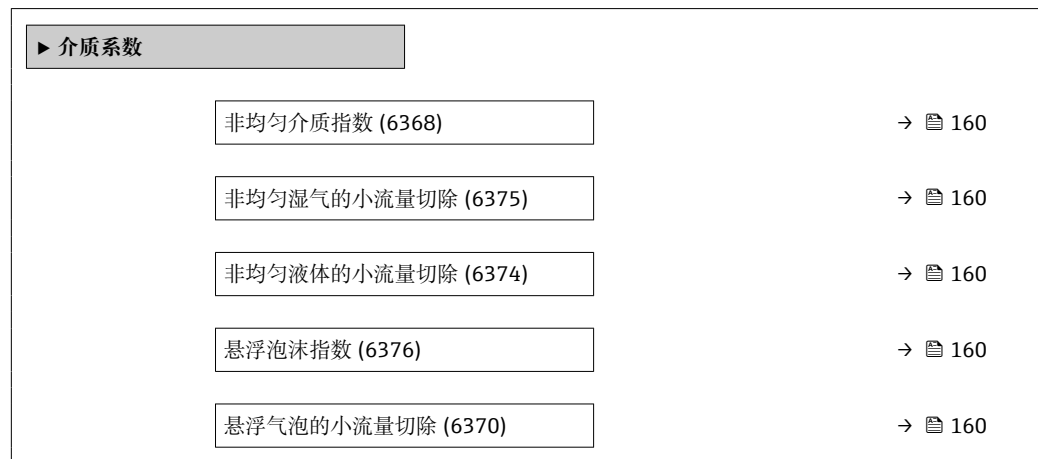 ▶ 介质系数
非均匀介质指数 (6368) → 160
非均匀湿气的小流量切除 (6375) → 160
非均匀液体的小流量切除 (6374) → 160
悬浮泡沫指数 (6376) → 160
悬浮气泡的小流量切除 (6370) → 160